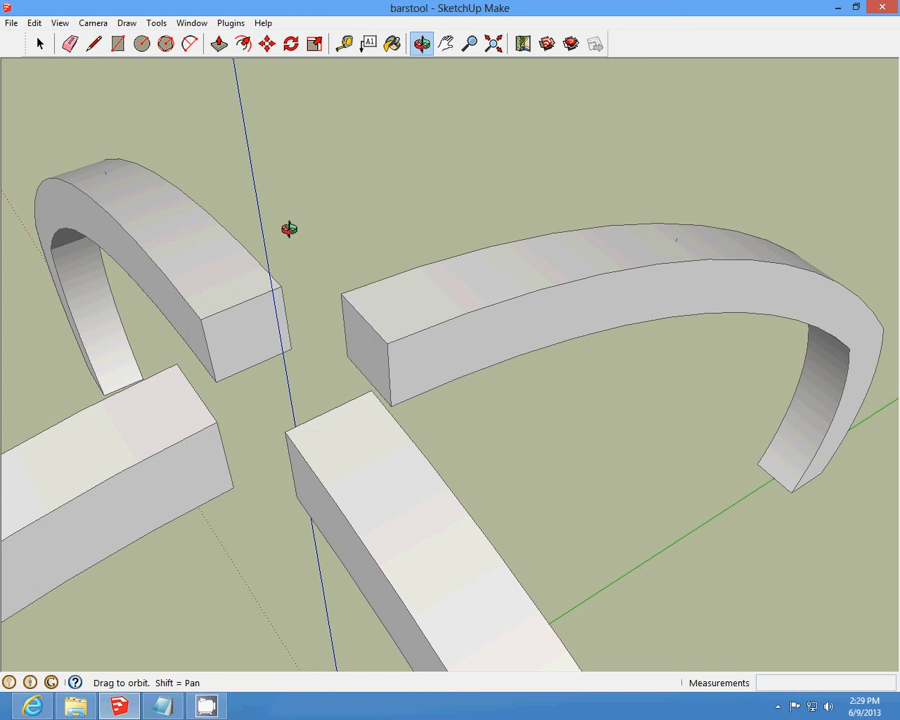 barstool - SketchUp Make
File Edit View Camera Draw Tools Window Plugins Help
A1
Drag to orbit. Shift = Pan
Measurements
2:29 PM
6/9/2013